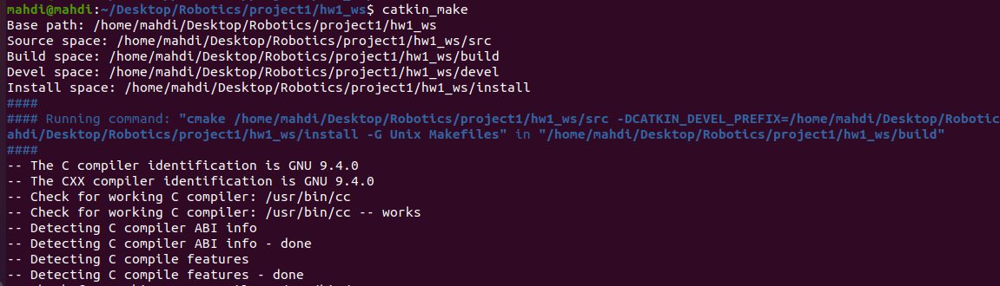 mahdi@mahdi:~/Desktop/Robotics/project1/hw1_ws$ catkin_make
Base path: /home/mahdi/Desktop/Robotics/project1/hw1_ws
Source space: /home/mahdi/Desktop/Robotics/project1/hw1_ws/src
Build space: /home/mahdi/Desktop/Robotics/project1/hw1_ws/build
Devel space: /home/mahdi/Desktop/Robotics/project1/hw1_ws/devel
Install space: /home/mahdi/Desktop/Robotics/project1/hw1_ws/install
####
#### Running command: "cmake /home/mahdi/Desktop/Robotics/project1/hw1_ws/src -DCATKIN_DEVEL_PREFIX=/home/mahdi/Desktop/Robotic
ahdi/Desktop/Robotics/project1/hw1_ws/install -G Unix Makefiles" in "/home/mahdi/Desktop/Robotics/project1/hw1_ws/build"
####
-- The C compiler identification is GNU 9.4.0
-- The CXX compiler identification is GNU 9.4.0
-- Check for working C compiler: /usr/bin/cc
-- Check for working C compiler: /usr/bin/cc -- works
-- Detecting C compiler ABI info
-- Detecting C compiler ABI info - done
-- Detecting C compile features
-- Detecting C compile features - done